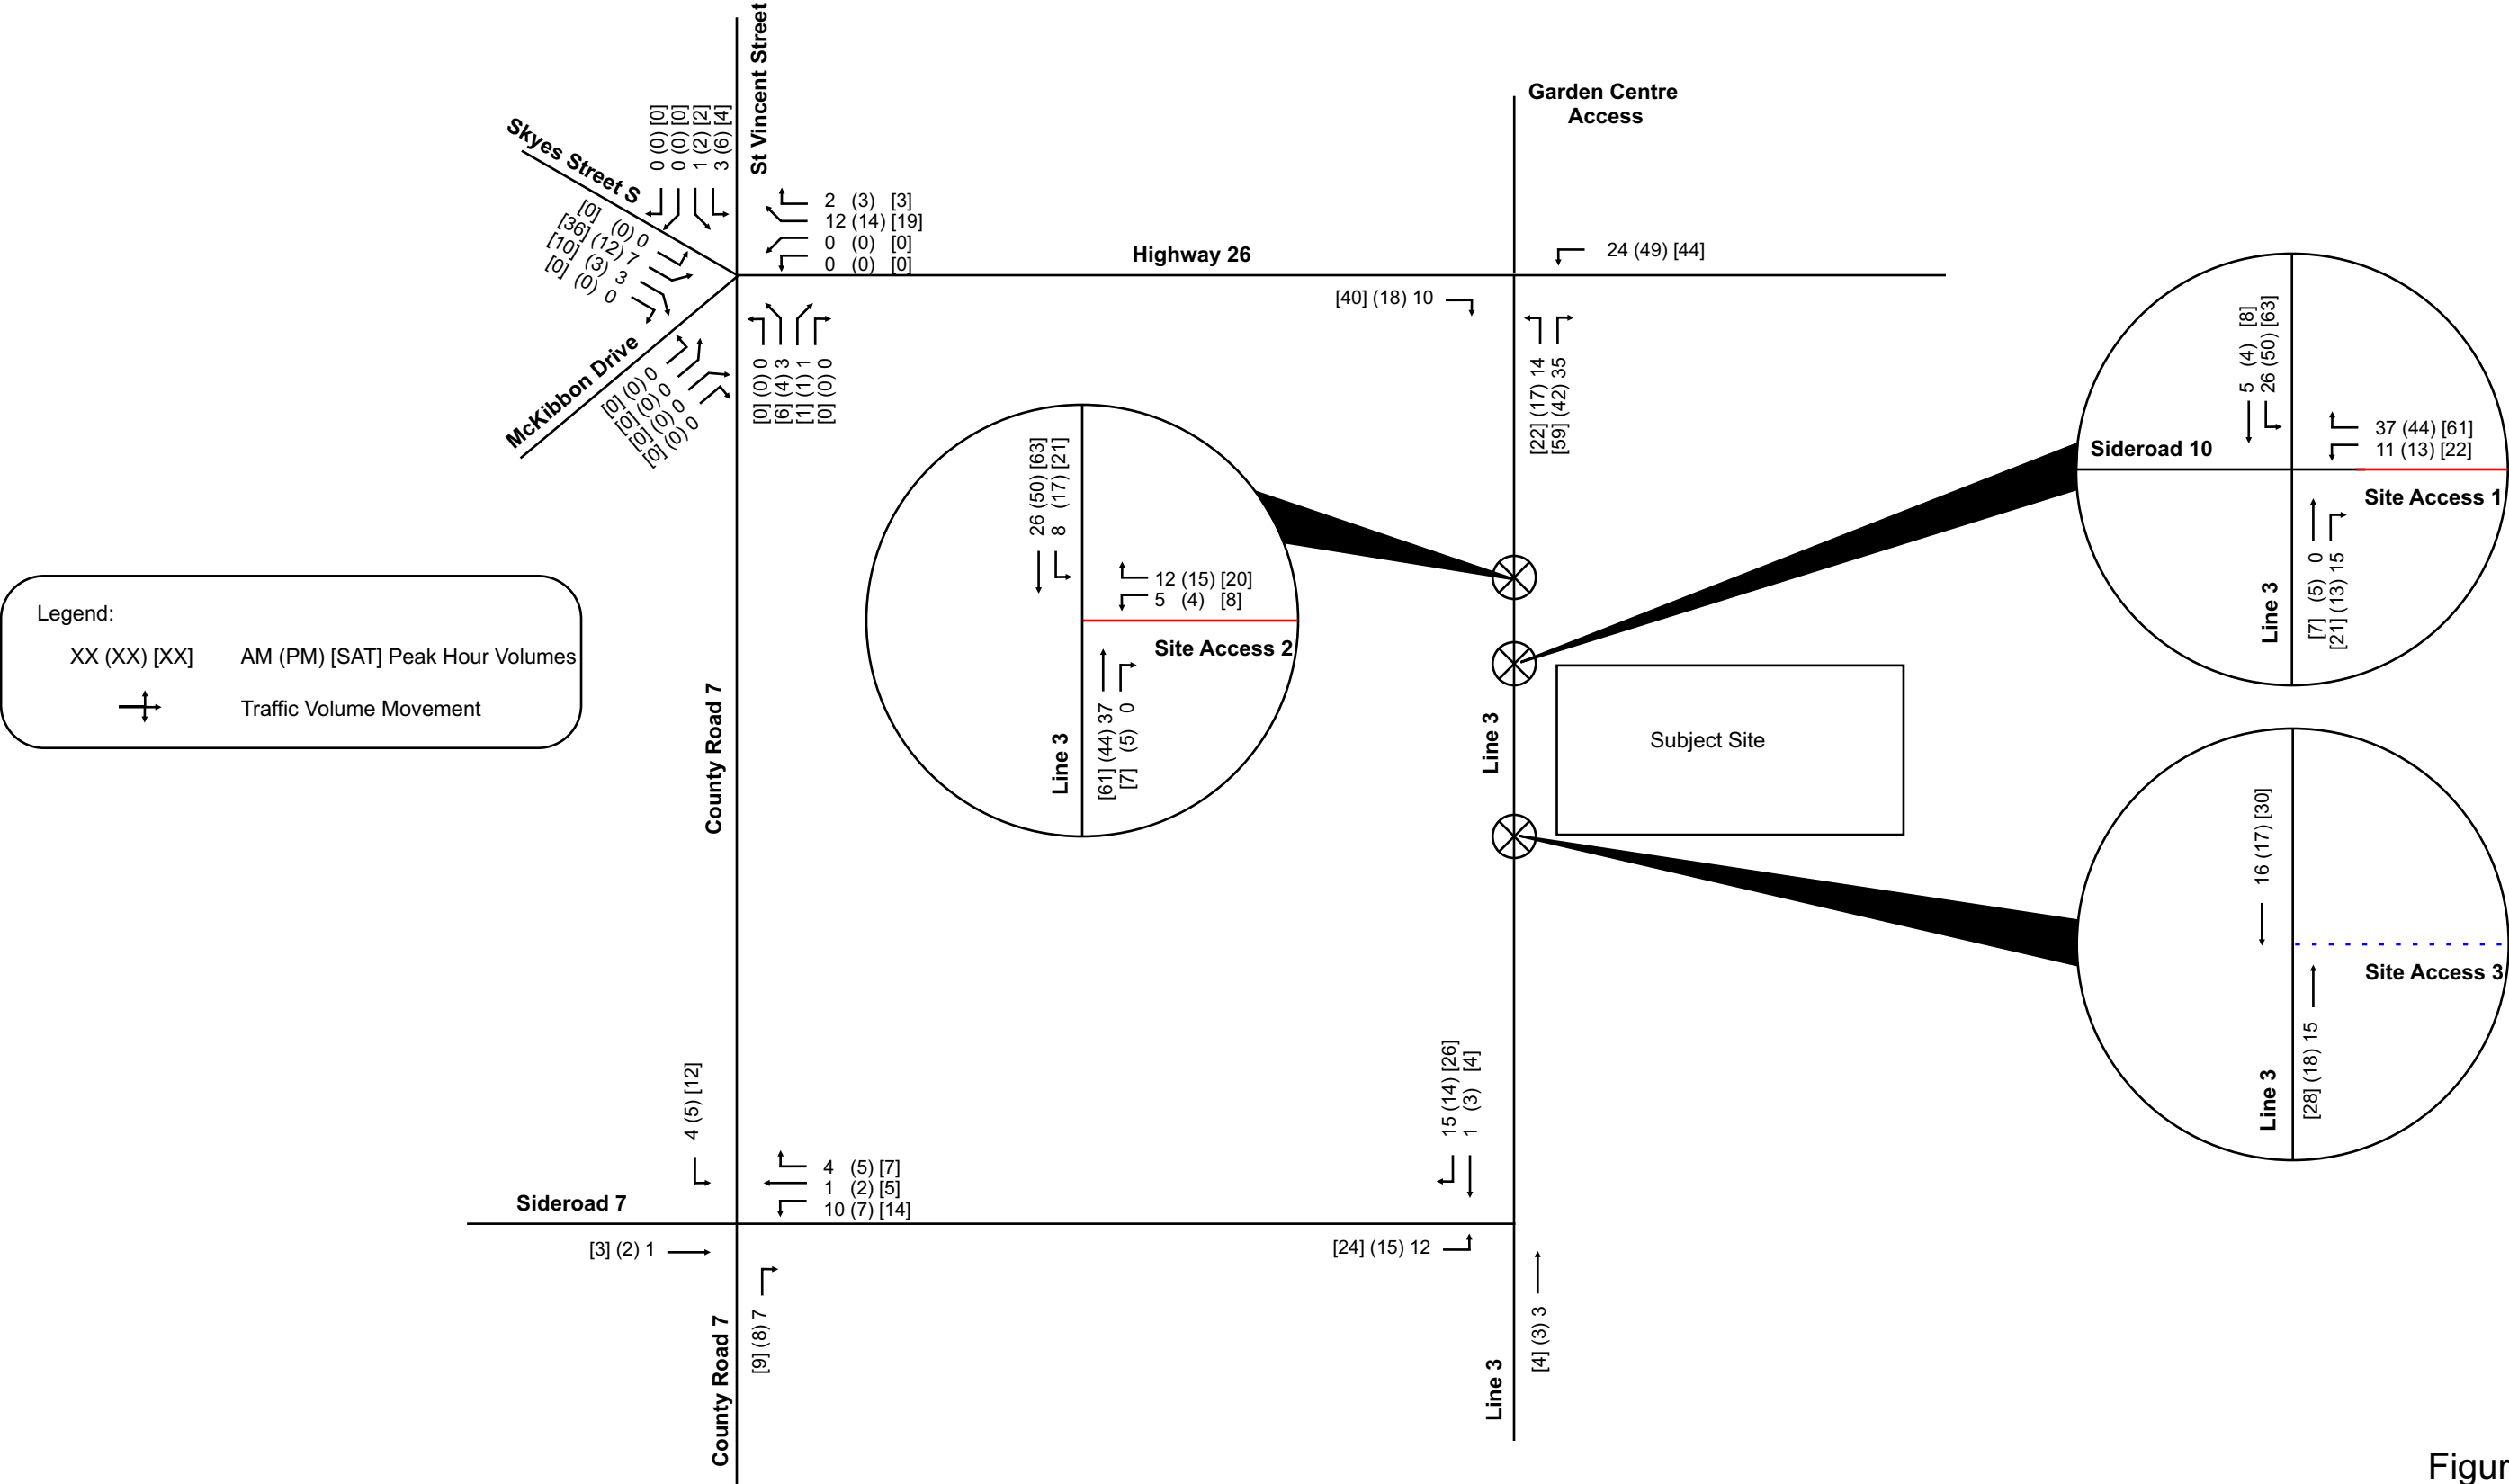 St Vincent Street
Skyes Street S
0 (0) [0]
0 (0) [0]
1 (2) [2]
3 (6) [4]
Garden Centre
Access
2 (3) [3]
12 (14) [19]
0 (0) [0]
0 (0) [0]
[0] (0) 0
[36] (12) 7
[10] (3) 3
[0] (0) 0
Highway 26
24 (49) [44]
[40] (18) 10
McKibbon Drive
[0] (0) 0
[0] (0) 0
[0] (0) 0
[0] (0) 0
[0] (0) 0
[6] (4) 3
[1] (1) 1
[0] (0) 0
[22] (17) 14
[59] (42) 35
5 (4) [8]
26 (50) [63]
37 (44) [61]
11 (13) [22]
Sideroad 10
Site Access 1
Line 3
[7] (5) 0
[21] (13) 15
26 (50) [63]
8 (17) [21]
12 (15) [20]
5 (4) [8]
Site Access 2
Line 3
[61] (44) 37
[7] (5) 0
Legend:
XX (XX) [XX] AM (PM) [SAT] Peak Hour Volumes
Traffic Volume Movement
County Road 7
Line 3
Subject Site
16 (17) [30]
Site Access 3
Line 3
[28] (18) 15
4 (5) [12]
4 (5) [7]
1 (2) [5]
10 (7) [14]
15 (14) [26]
1 (3) [4]
Sideroad 7
[3] (2) 1
[24] (15) 12
[9] (8) 7
[4] (3) 3
County Road 7
Line 3
Figur